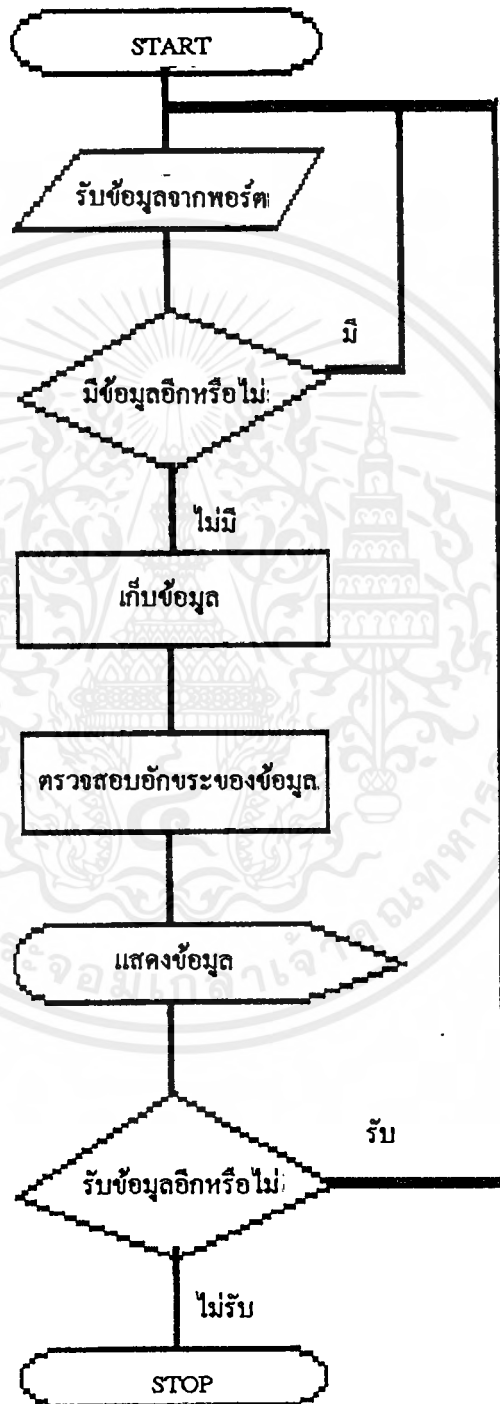 START
รับข้อมูลจากพอร์ต
มี
มีข้อมูลอีกหรือไม่
ไม่มี
เก็บข้อมูล
ตรวจสอบอักขระของข้อมูล
แสดงข้อมูล
รับ
รับข้อมูลอีกหรือไม่
ไม่รับ
STOP